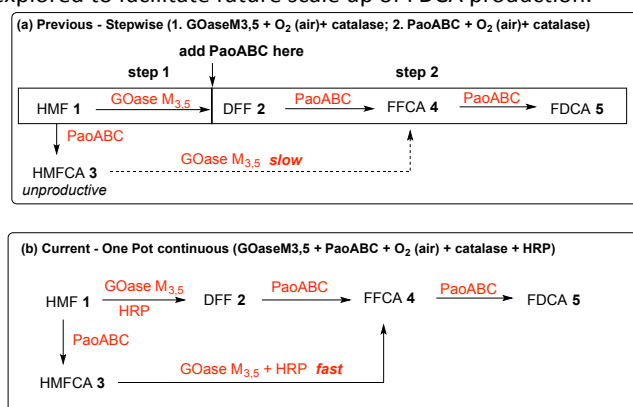 explored to facilitate future scale up of FDCA production.
(a) Previous - Stepwise (1. GOaseM3,5 + O2 (air)+ catalase; 2. PaoABC + O2 (air)+ catalase)
add PaoABC here
step 1 step 2
HMF 1 GOase M3,5 DFF 2 PaoABC FFCA 4 PaoABC FDCA 5
PaoABC
HMFCA 3 GOase M3,5 slow
unproductive
(b) Current - One Pot continuous (GOaseM3,5 + PaoABC + O2 (air) + catalase + HRP)
HMF 1 GOase M3,5 HRP DFF 2 PaoABC FFCA 4 PaoABC FDCA 5
PaoABC
HMFCA 3 GOase M3,5 + HRP fast